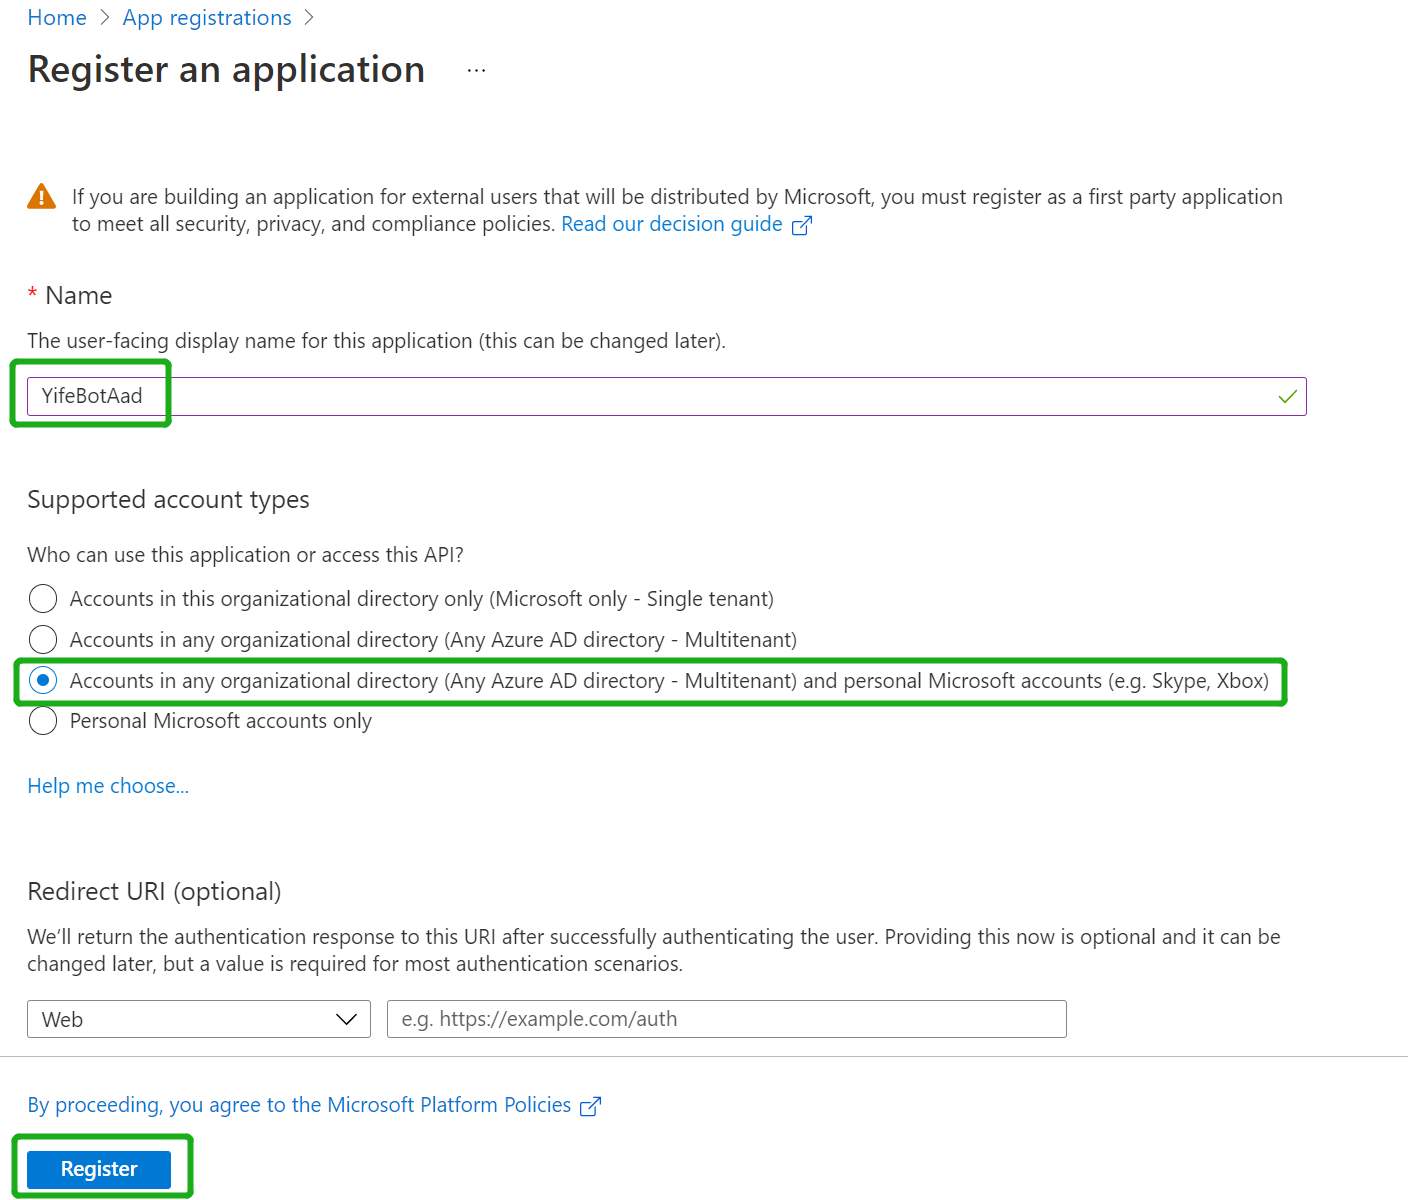 Home > App registrations >
Register an application ...
If you are building an application for external users that will be distributed by Microsoft, you must register as a first party application
to meet all security, privacy, and compliance policies. Read our decision guide
* Name
The user-facing display name for this application (this can be changed later).
YifeBotAad
Supported account types
Who can use this application or access this API?
Accounts in this organizational directory only (Microsoft only - Single tenant)
Accounts in any organizational directory (Any Azure AD directory - Multitenant)
Accounts in any organizational directory (Any Azure AD directory - Multitenant) and personal Microsoft accounts (e.g. Skype, Xbox)
Personal Microsoft accounts only
Help me choose...
Redirect URI (optional)
We’ll return the authentication response to this URI after successfully authenticating the user. Providing this now is optional and it can be
changed later, but a value is required for most authentication scenarios.
Web
e.g. https://example.com/auth
By proceeding, you agree to the Microsoft Platform Policies
Register